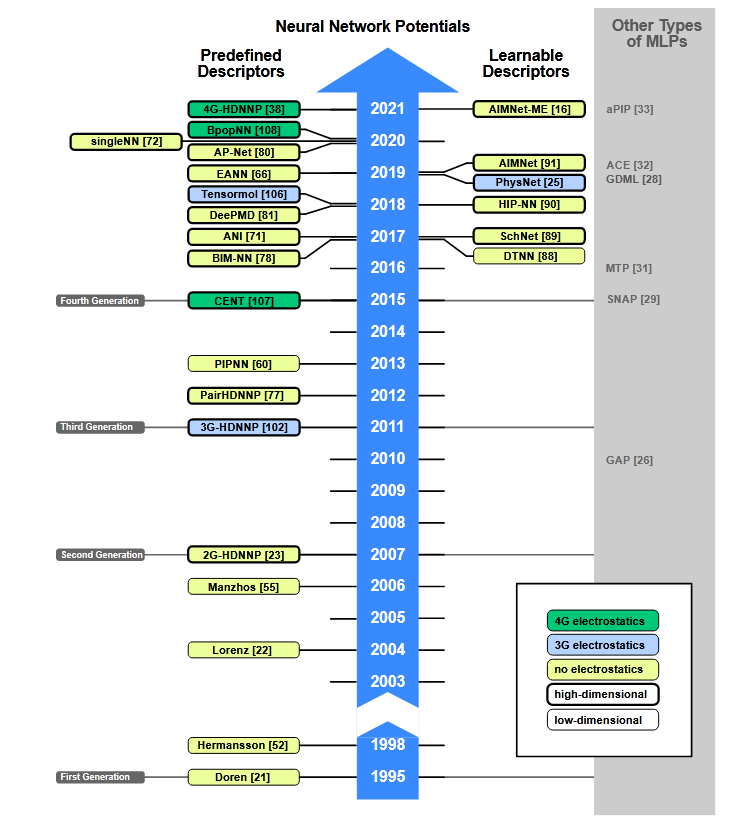 Neural Network Potentials
Other Types
of MLPs
Predefined
Descriptors
Learnable
Descriptors
4G-HDNNP [38]
2021
AIMNet-ME [16]
aPIP [33]
BpopNN [108]
singleNN [72]
2020
AP-Net [80]
EANN [66]
2019
AIMNet [91]
ACE [32]
PhysNet [25]
GDML [28]
Tensormol [106]
2018
HIP-NN [90]
DeePMD [81]
ANI [71]
2017
SchNet [89]
BIM-NN [78]
DTNN [88]
2016
MTP [31]
Fourth Generation
CENT [107]
2015
SNAP [29]
2014
PIPNN [60]
2013
PairHDNNP [77]
2012
Third Generation
3G-HDNNP [102]
2011
2010
GAP [26]
2009
2008
Second Generation
2G-HDNNP [23]
2007
Manzhos [55]
2006
2005
Lorenz [22]
2004
2003
4G electrostatics
3G electrostatics
no electrostatics
high-dimensional
low-dimensional
Hermansson [52]
1998
First Generation
Doren [21]
1995